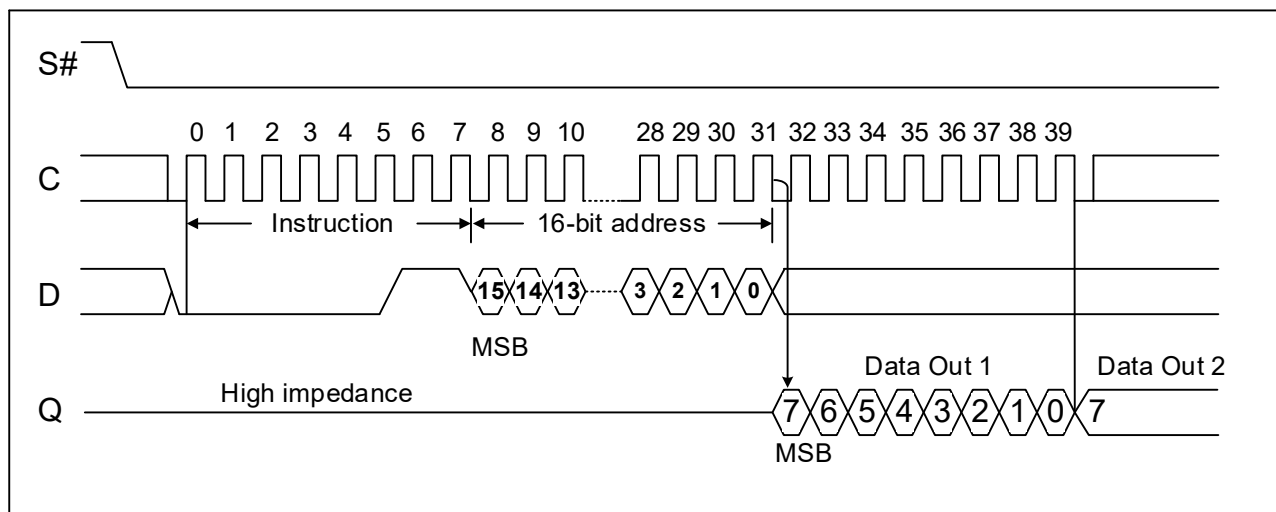 S#
0 1 2 3 4 5 6 7 8 9 10 28 29 30 31 32 33 34 35 36 37 38 39
C
Instruction 16-bit address
D 15 14 13 3 2 1 0
MSB
Data Out 1 Data Out 2
High impedance
Q 7 6 5 4 3 2 1 0 7
MSB